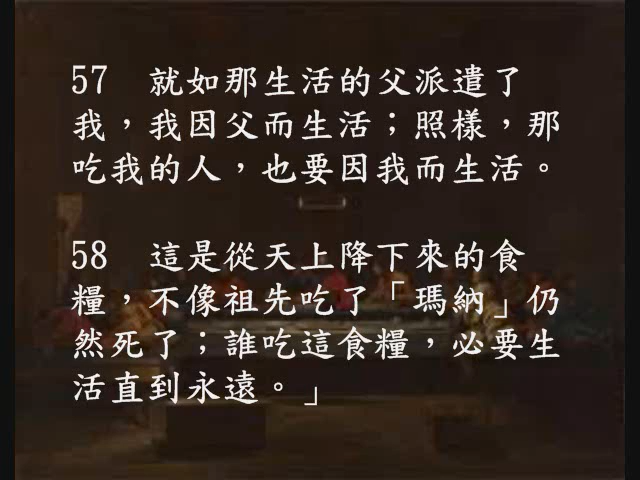 57　就如那生活的父派遣了
我，我因父而生活；照樣，那
吃我的人，也要因我而生活。
58　這是從天上降下來的食
糧，不像祖先吃了「瑪納」仍
然死了；誰吃這食糧，必要生
活直到永遠。」